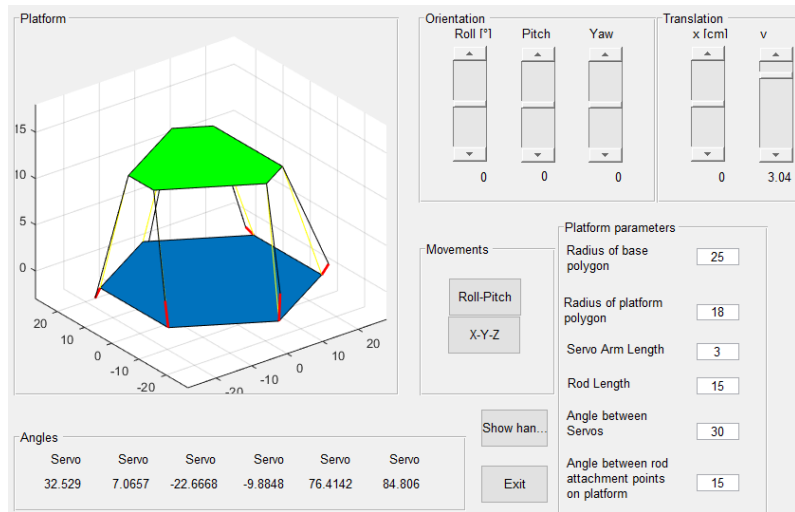 Platform
15
10
5
0
20
10
0
-10
-20
-20
-10
0
10
20
Orientation
Roll [°] Pitch Yaw
0 0 0
Translation
x [cm] y
0 3.04
Movements
Roll-Pitch
X-Y-Z
Platform parameters
Radius of base
polygon
25
Radius of platform
polygon
18
Servo Arm Length 3
Rod Length 15
Angle between
Servos
30
Angle between rod
attachment points
on platform
15
Show han...
Exit
Angles
Servo Servo Servo Servo Servo Servo
32.529 7.0657 -22.6668 -9.8848 76.4142 84.806